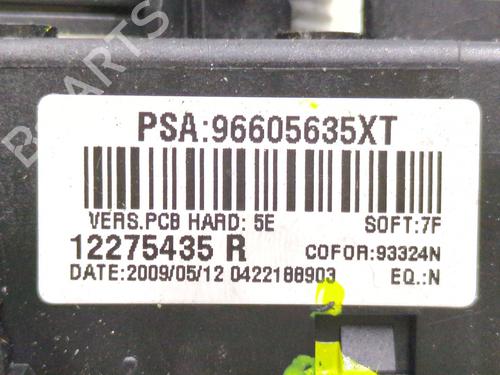 PSA:96605635XT
VERS.PCB HARD: 5E SOFT:7F
12275435 R COFOR:93324N
DATE:2009/05/12 0422188903 EQ.:N